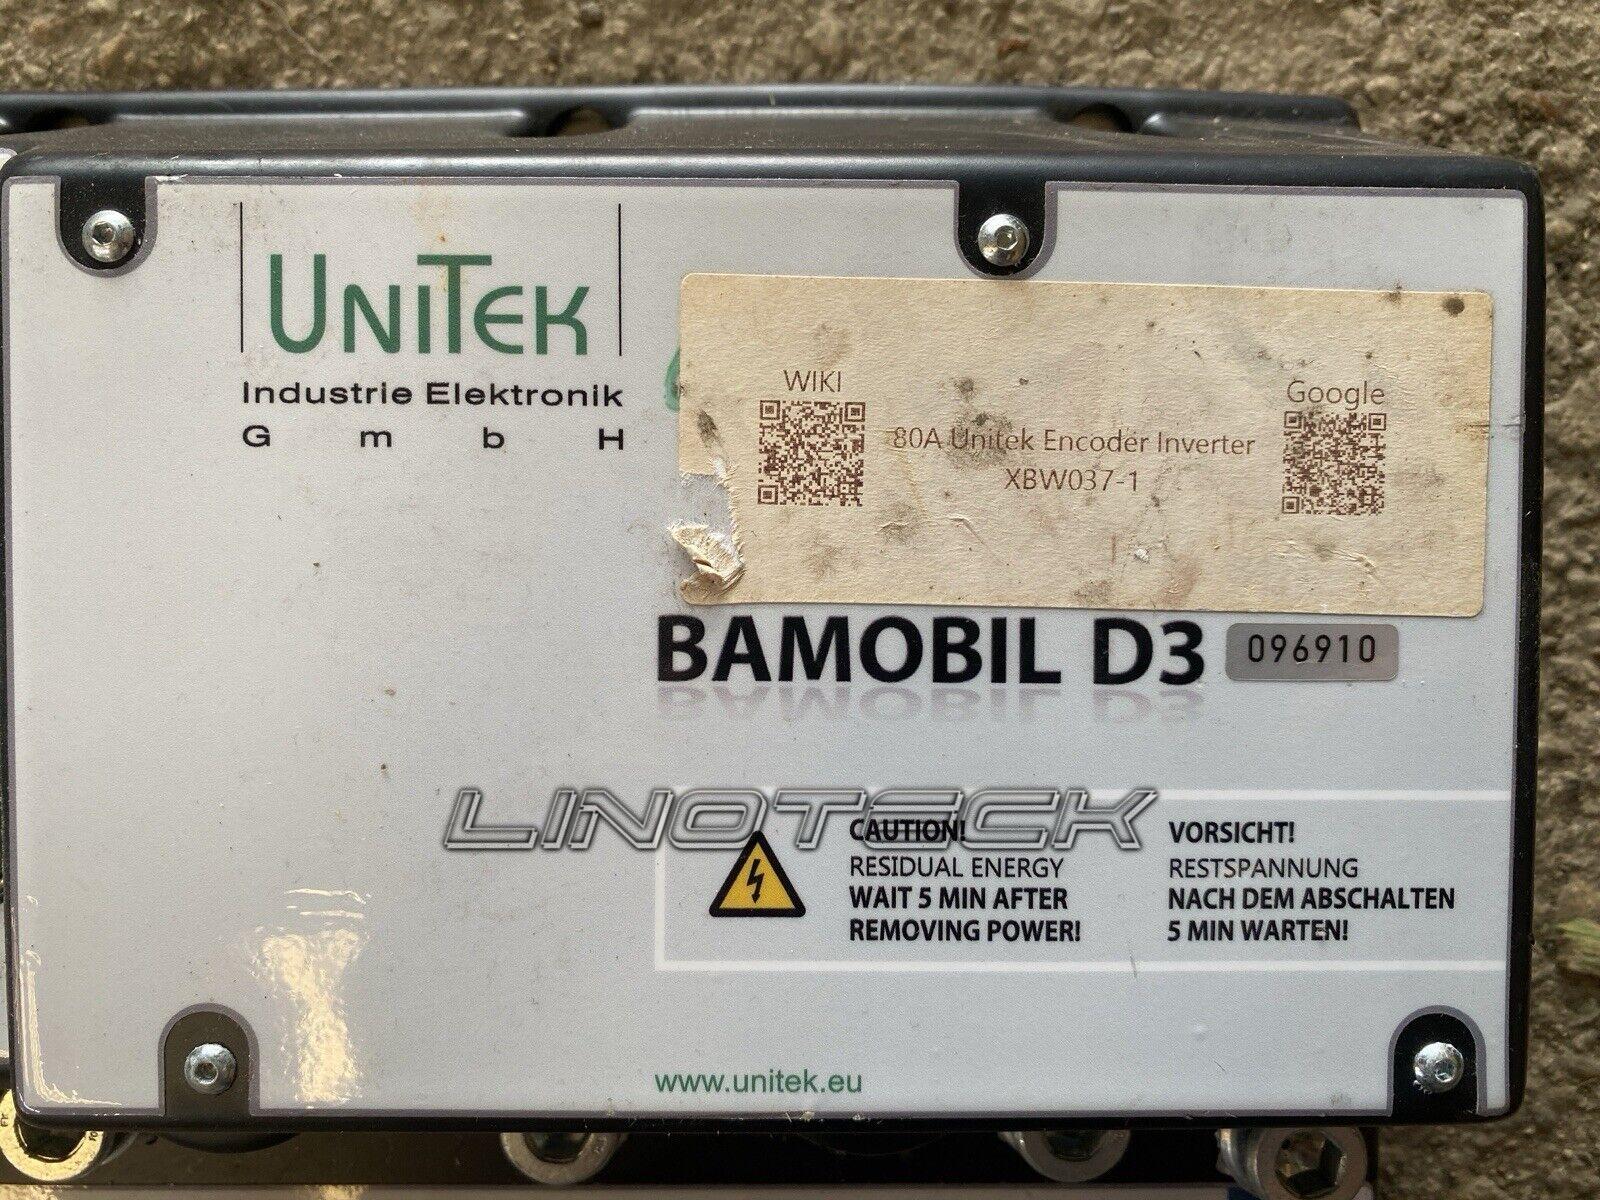 UNITEK
Industrie Elektronik
GmbH
WIKI
Google
80A Unitek Encoder Inverter
XBW037-1
BAMOBIL D3
096910
LINOTECK
CAUTION!
RESIDUAL ENERGY
WAIT 5 MIN AFTER
REMOVING POWER!
VORSICHT!
RESTSPANNUNG
NACH DEM ABSCHALTEN
5 MIN WARTEN!
www.unitek.eu